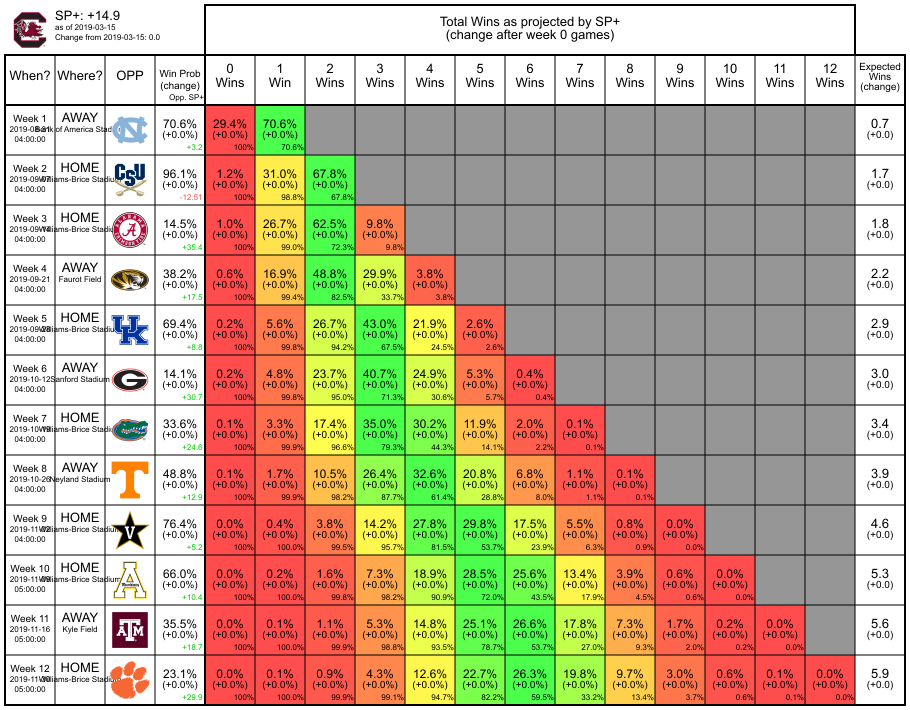 SP+: +14.9
as of 2019-03-15
Change from 2019-03-15: 0.0
Total Wins as projected by SP+
(change after week 0 games)
When? Where? OPP Win Prob (change) Opp. SP+ 0 Wins 1 Win 2 Wins 3 Wins 4 Wins 5 Wins 6 Wins 7 Wins 8 Wins 9 Wins 10 Wins 11 Wins 12 Wins Expected Wins (change)
Week 1 AWAY 70.6% 29.4% 70.6% 0.7
Bank of America Stadi NC (+0.0%) (+0.0%) (+0.0%) (+0.0)
04:00:00 +3.2 100% 70.6%
Week 2 HOME CSU 96.1% 1.2% 31.0% 67.8% 1.7
Williams-Brice Stadiu (+0.0%) (+0.0%) (+0.0%) (+0.0%) (+0.0)
04:00:00 -12.51 100% 98.8% 67.8%
Week 3 HOME ALABAMA A 14.5% 1.0% 26.7% 62.5% 9.8% 1.8
Williams-Brice Stadiu (+0.0%) (+0.0%) (+0.0%) (+0.0%) (+0.0%) (+0.0)
04:00:00 +35.4 100% 99.0% 72.3% 9.8%
Week 4 AWAY 38.2% 0.6% 16.9% 48.8% 29.9% 3.8% 2.2
2019-09-21 Faurot Field (+0.0%) (+0.0%) (+0.0%) (+0.0%) (+0.0%) (+0.0%) (+0.0)
04:00:00 +17.5 100% 99.4% 82.5% 33.7% 3.8%
Week 5 HOME UK 69.4% 0.2% 5.6% 26.7% 43.0% 21.9% 2.6% 2.9
Williams-Brice Stadiu (+0.0%) (+0.0%) (+0.0%) (+0.0%) (+0.0%) (+0.0%) (+0.0%) (+0.0)
04:00:00 +8.8 100% 99.8% 94.2% 67.5% 24.5% 2.6%
Week 6 AWAY G 14.1% 0.2% 4.8% 23.7% 40.7% 24.9% 5.3% 0.4% 3.0
2019-10-12 Sanford Stadium (+0.0%) (+0.0%) (+0.0%) (+0.0%) (+0.0%) (+0.0%) (+0.0%) (+0.0%) (+0.0)
04:00:00 +30.7 100% 99.8% 95.0% 71.3% 30.6% 5.7% 0.4%
Week 7 HOME 33.6% 0.1% 3.3% 17.4% 35.0% 30.2% 11.9% 2.0% 0.1% 3.4
Williams-Brice Stadiu (+0.0%) (+0.0%) (+0.0%) (+0.0%) (+0.0%) (+0.0%) (+0.0%) (+0.0%) (+0.0%) (+0.0)
04:00:00 +24.6 100% 99.9% 96.6% 79.3% 44.3% 14.1% 2.2% 0.1%
Week 8 AWAY T 48.8% 0.1% 1.7% 10.5% 26.4% 32.6% 20.8% 6.8% 1.1% 0.1% 3.9
2019-10-26 Neyland Stadium (+0.0%) (+0.0%) (+0.0%) (+0.0%) (+0.0%) (+0.0%) (+0.0%) (+0.0%) (+0.0%) (+0.0%) (+0.0)
04:00:00 +12.9 100% 99.9% 98.2% 87.7% 61.4% 28.8% 8.0% 1.1% 0.1%
Week 9 HOME V 76.4% 0.0% 0.4% 3.8% 14.2% 27.8% 29.8% 17.5% 5.5% 0.8% 0.0% 4.6
Williams-Brice Stadiu (+0.0%) (+0.0%) (+0.0%) (+0.0%) (+0.0%) (+0.0%) (+0.0%) (+0.0%) (+0.0%) (+0.0%) (+0.0%) (+0.0)
04:00:00 +5.2 100% 100.0% 99.5% 95.7% 81.5% 53.7% 23.9% 6.3% 0.9% 0.0%
Week 10 HOME A 66.0% 0.0% 0.2% 1.6% 7.3% 18.9% 28.5% 25.6% 13.4% 3.9% 0.6% 0.0% 5.3
Williams-Brice Stadium (+0.0%) (+0.0%) (+0.0%) (+0.0%) (+0.0%) (+0.0%) (+0.0%) (+0.0%) (+0.0%) (+0.0%) (+0.0%) (+0.0%) (+0.0)
05:00:00 +10.4 100% 100.0% 99.8% 98.2% 90.9% 72.0% 43.5% 17.9% 4.5% 0.6% 0.0%
Week 11 AWAY ATM 35.5% 0.0% 0.1% 1.1% 5.3% 14.8% 25.1% 26.6% 17.8% 7.3% 1.7% 0.2% 0.0% 5.6
2019-11-16 Kyle Field (+0.0%) (+0.0%) (+0.0%) (+0.0%) (+0.0%) (+0.0%) (+0.0%) (+0.0%) (+0.0%) (+0.0%) (+0.0%) (+0.0%) (+0.0%) (+0.0)
05:00:00 +18.7 100% 100.0% 99.9% 98.8% 93.5% 78.7% 53.7% 27.0% 9.3% 2.0% 0.2% 0.0%
Week 12 HOME 23.1% 0.0% 0.1% 0.9% 4.3% 12.6% 22.7% 26.3% 19.8% 9.7% 3.0% 0.6% 0.1% 0.0% 5.9
Williams-Brice Stadium (+0.0%) (+0.0%) (+0.0%) (+0.0%) (+0.0%) (+0.0%) (+0.0%) (+0.0%) (+0.0%) (+0.0%) (+0.0%) (+0.0%) (+0.0%) (+0.0%) (+0.0)
05:00:00 +29.9 100% 100.0% 99.9% 99.1% 94.7% 82.2% 59.5% 33.2% 13.4% 3.7% 0.6% 0.1% 0.0%